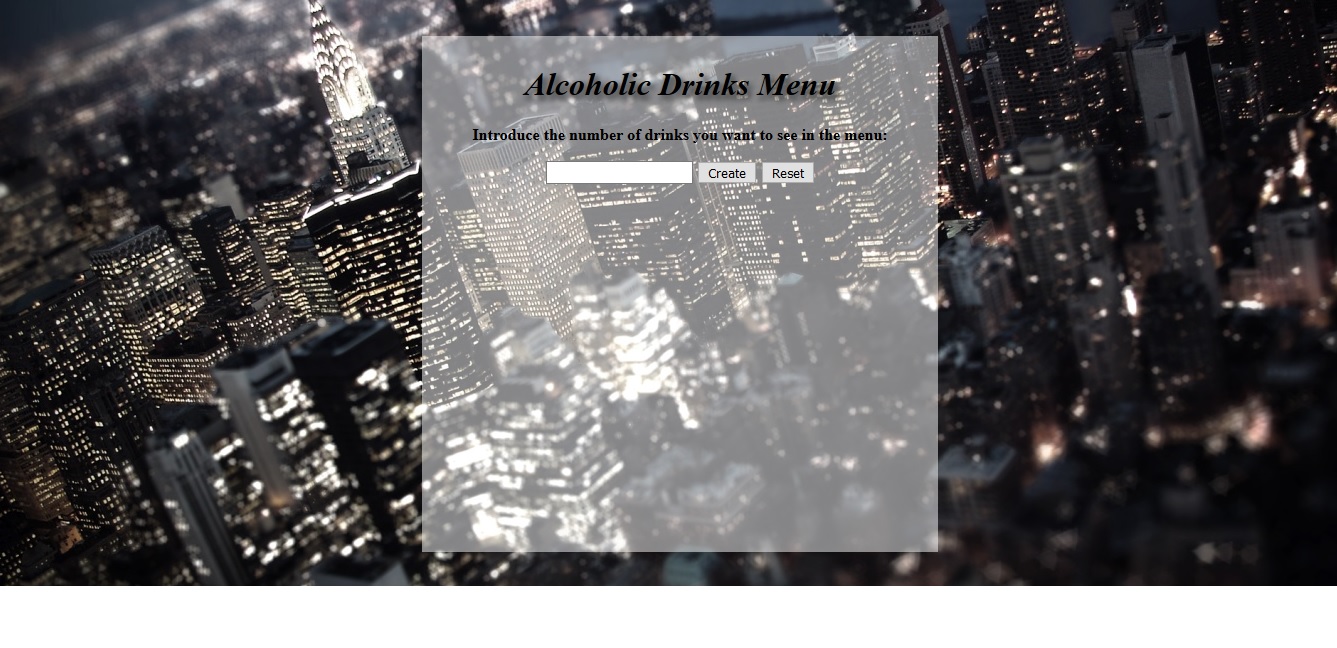 Alcoholic Drinks Menu
Introduce the number of drinks you want to see in the menu:
Create Reset